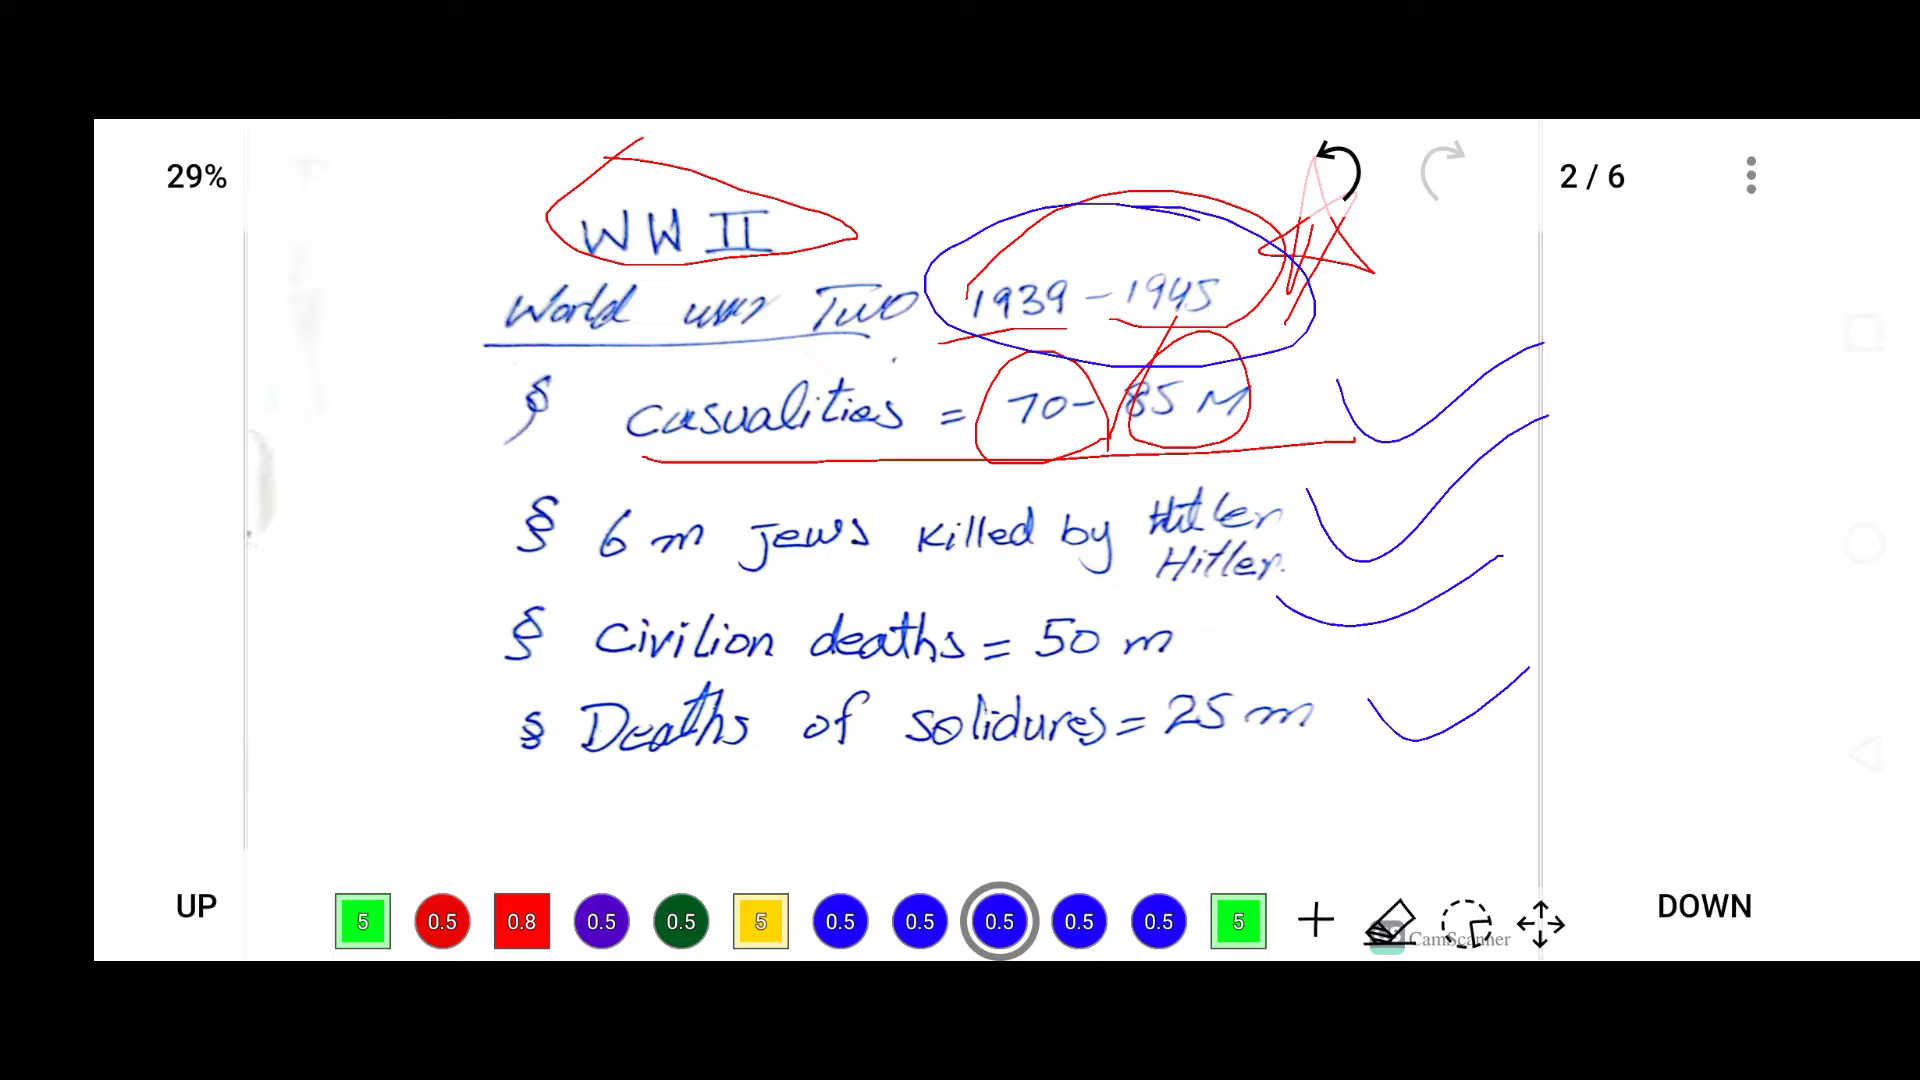 29%
2 / 6
WW II
World war Two 1939 - 1945
§ Casualities = 70- 85 M
§ 6 m jews killed by Hitler
Hitler.
§ Civilion deaths = 50 m
§ Deaths of solidures = 25 m
UP
5 0.5 0.8 0.5 0.5 5 0.5 0.5 0.5 0.5 0.5 5
CamScanner
DOWN